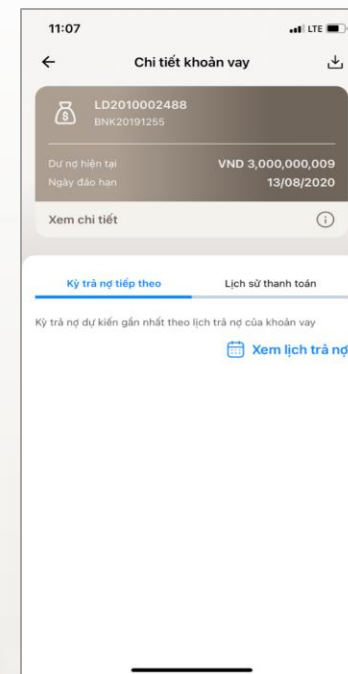 11:07 LTE
Chi tiết khoản vay
LD2010002488
BNK20191255
Dư nợ hiện tại VND 3,000,000,009
Ngày đáo hạn 13/08/2020
Xem chi tiết
Kỳ trả nợ tiếp theo Lịch sử thanh toán
Kỳ trả nợ dự kiến gần nhất theo lịch trả nợ của khoản vay
Xem lịch trả nợ